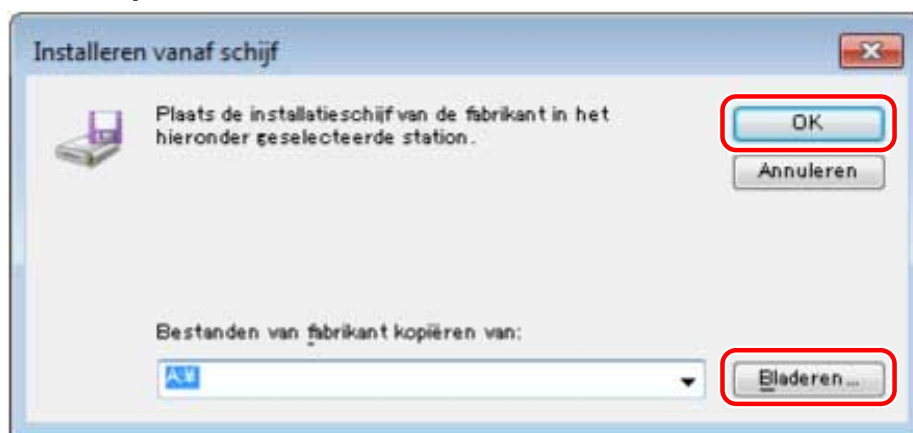 Installeren vanaf schijf
Plaats de installatieschijf van de fabrikant in het
hieronder geselecteerde station.
OK
Annuleren
Bestanden van fabrikant kopiëren van:
A:¥
Bladeren...